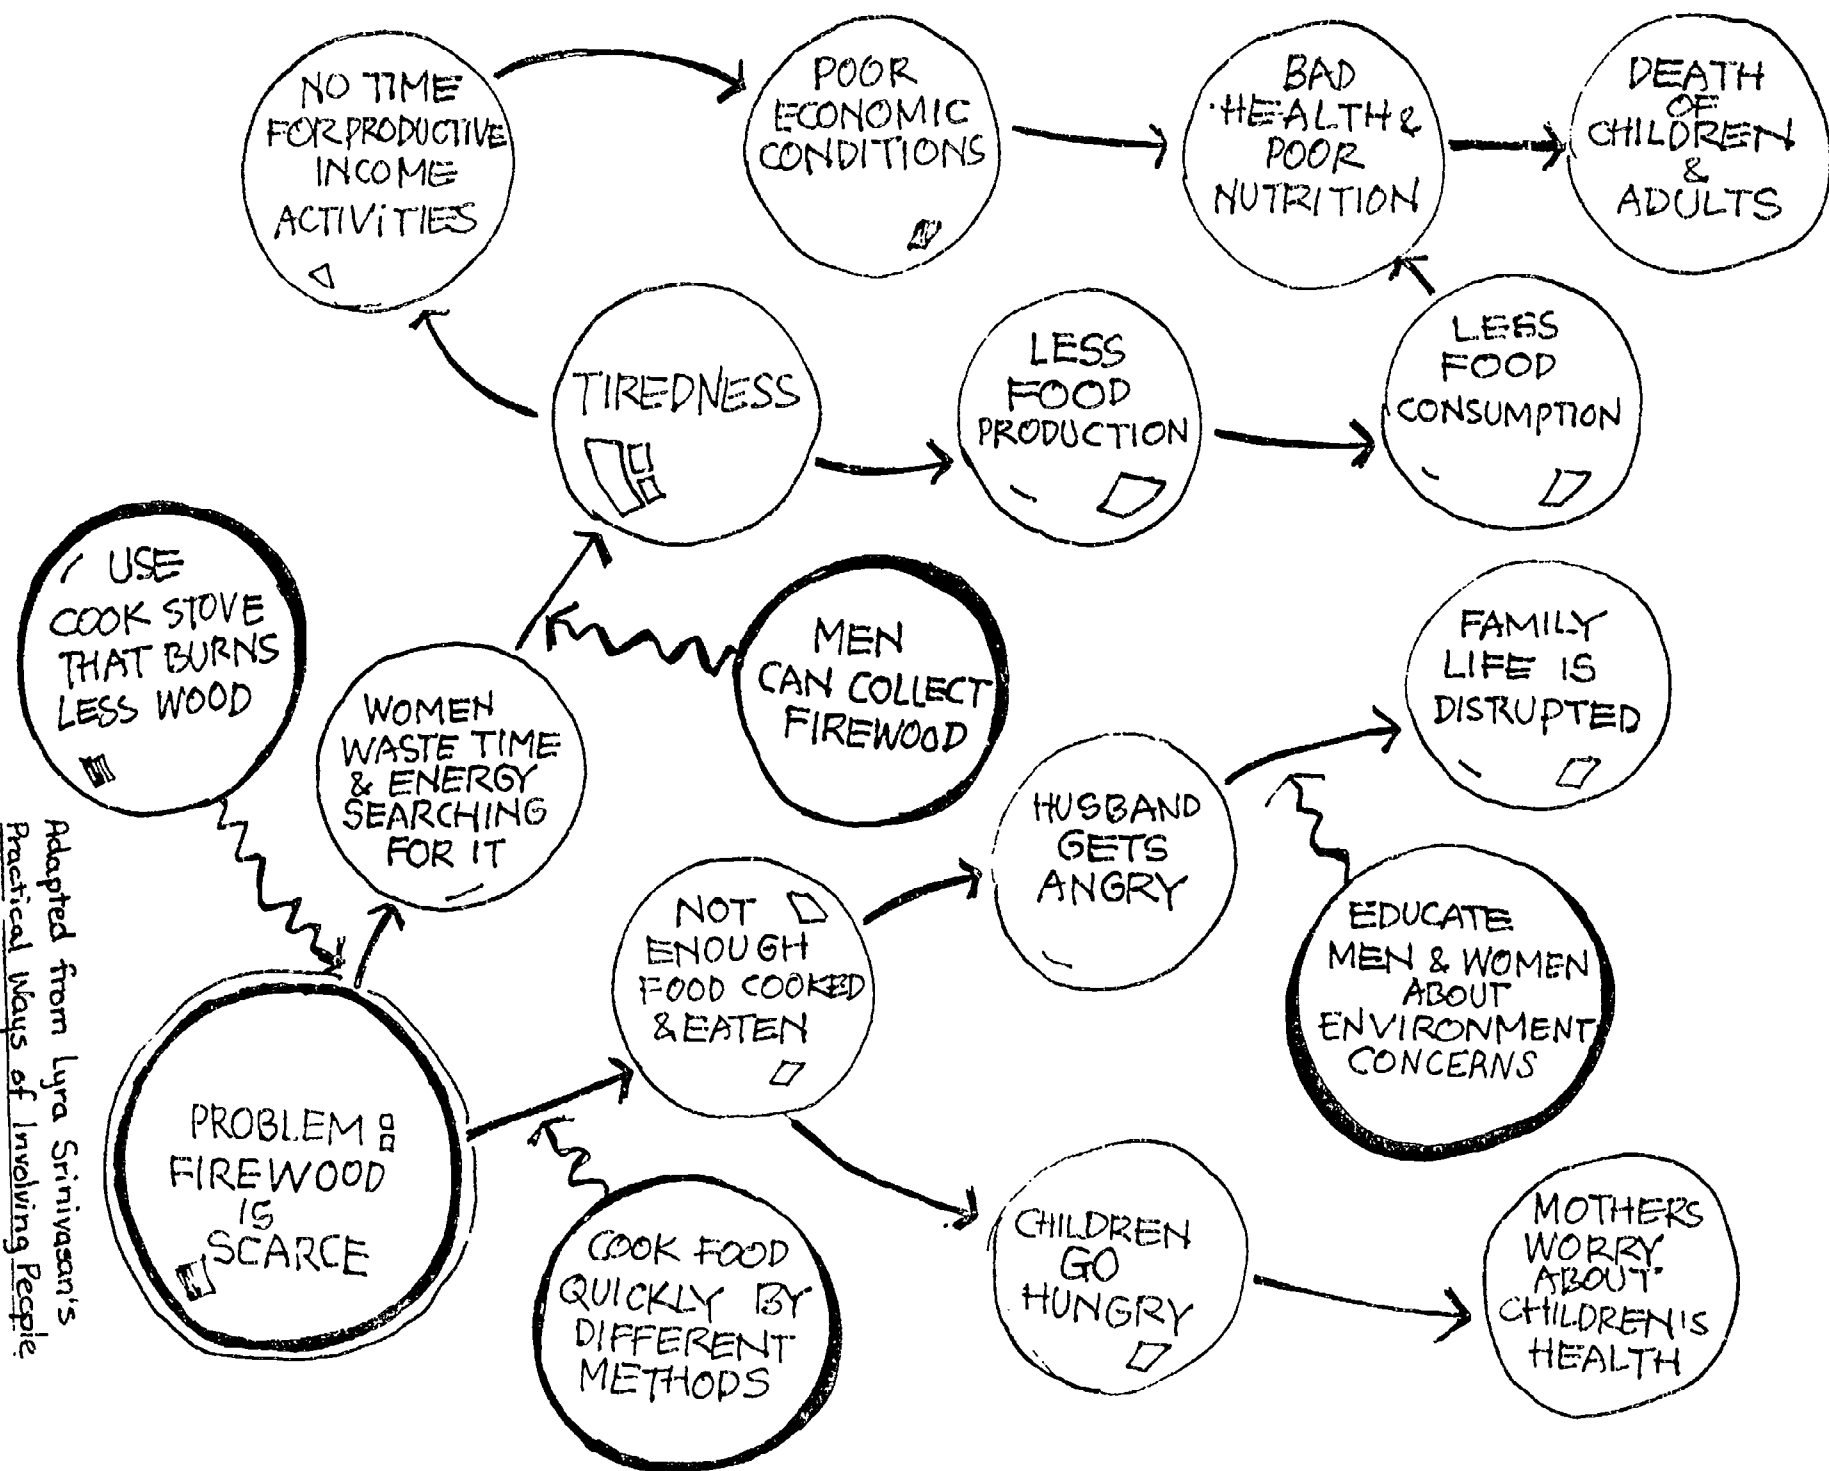 NO TIME
FOR PRODUCTIVE
INCOME
ACTIVITIES
POOR
ECONOMIC
CONDITIONS
BAD
HEALTH &
POOR
NUTRITION
DEATH
OF
CHILDREN
&
ADULTS
TIREDNESS
LESS
FOOD
PRODUCTION
LESS
FOOD
CONSUMPTION
USE
COOK STOVE
THAT BURNS
LESS WOOD
WOMEN
WASTE TIME
& ENERGY
SEARCHING
FOR IT
MEN
CAN COLLECT
FIREWOOD
FAMILY
LIFE IS
DISRUPTED
HUSBAND
GETS
ANGRY
NOT
ENOUGH
FOOD COOKED
& EATEN
EDUCATE
MEN & WOMEN
ABOUT
ENVIRONMENT
CONCERNS
PROBLEM:
FIREWOOD
IS
SCARCE
COOK FOOD
QUICKLY BY
DIFFERENT
METHODS
CHILDREN
GO
HUNGRY
MOTHERS
WORRY
ABOUT
CHILDREN'S
HEALTH
Adapted from Lyra Srinivasan's
Practical Ways of Involving People